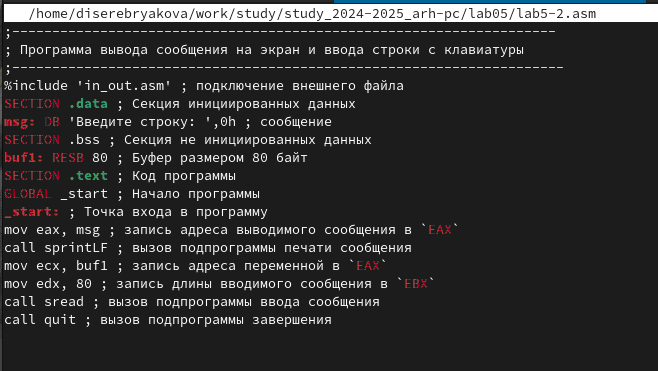 /home/diserebryakova/work/study/study_2024-2025_arh-pc/lab05/lab5-2.asm
;--------------------------------------------------------------------
; Программа вывода сообщения на экран и ввода строки с клавиатуры
;---------------------------------------------------------------------
%include 'in_out.asm' ; подключение внешнего файла
SECTION .data ; Секция инициированных данных
msg: DB 'Введите строку: ',0h ; сообщение
SECTION .bss ; Секция не инициированных данных
buf1: RESB 80 ; Буфер размером 80 байт
SECTION .text ; Код программы
GLOBAL _start ; Начало программы
_start: ; Точка входа в программу
mov eax, msg ; запись адреса выводимого сообщения в `EAX`
call sprintLF ; вызов подпрограммы печати сообщения
mov ecx, buf1 ; запись адреса переменной в `EAX`
mov edx, 80 ; запись длины вводимого сообщения в `EBX`
call sread ; вызов подпрограммы ввода сообщения
call quit ; вызов подпрограммы завершения